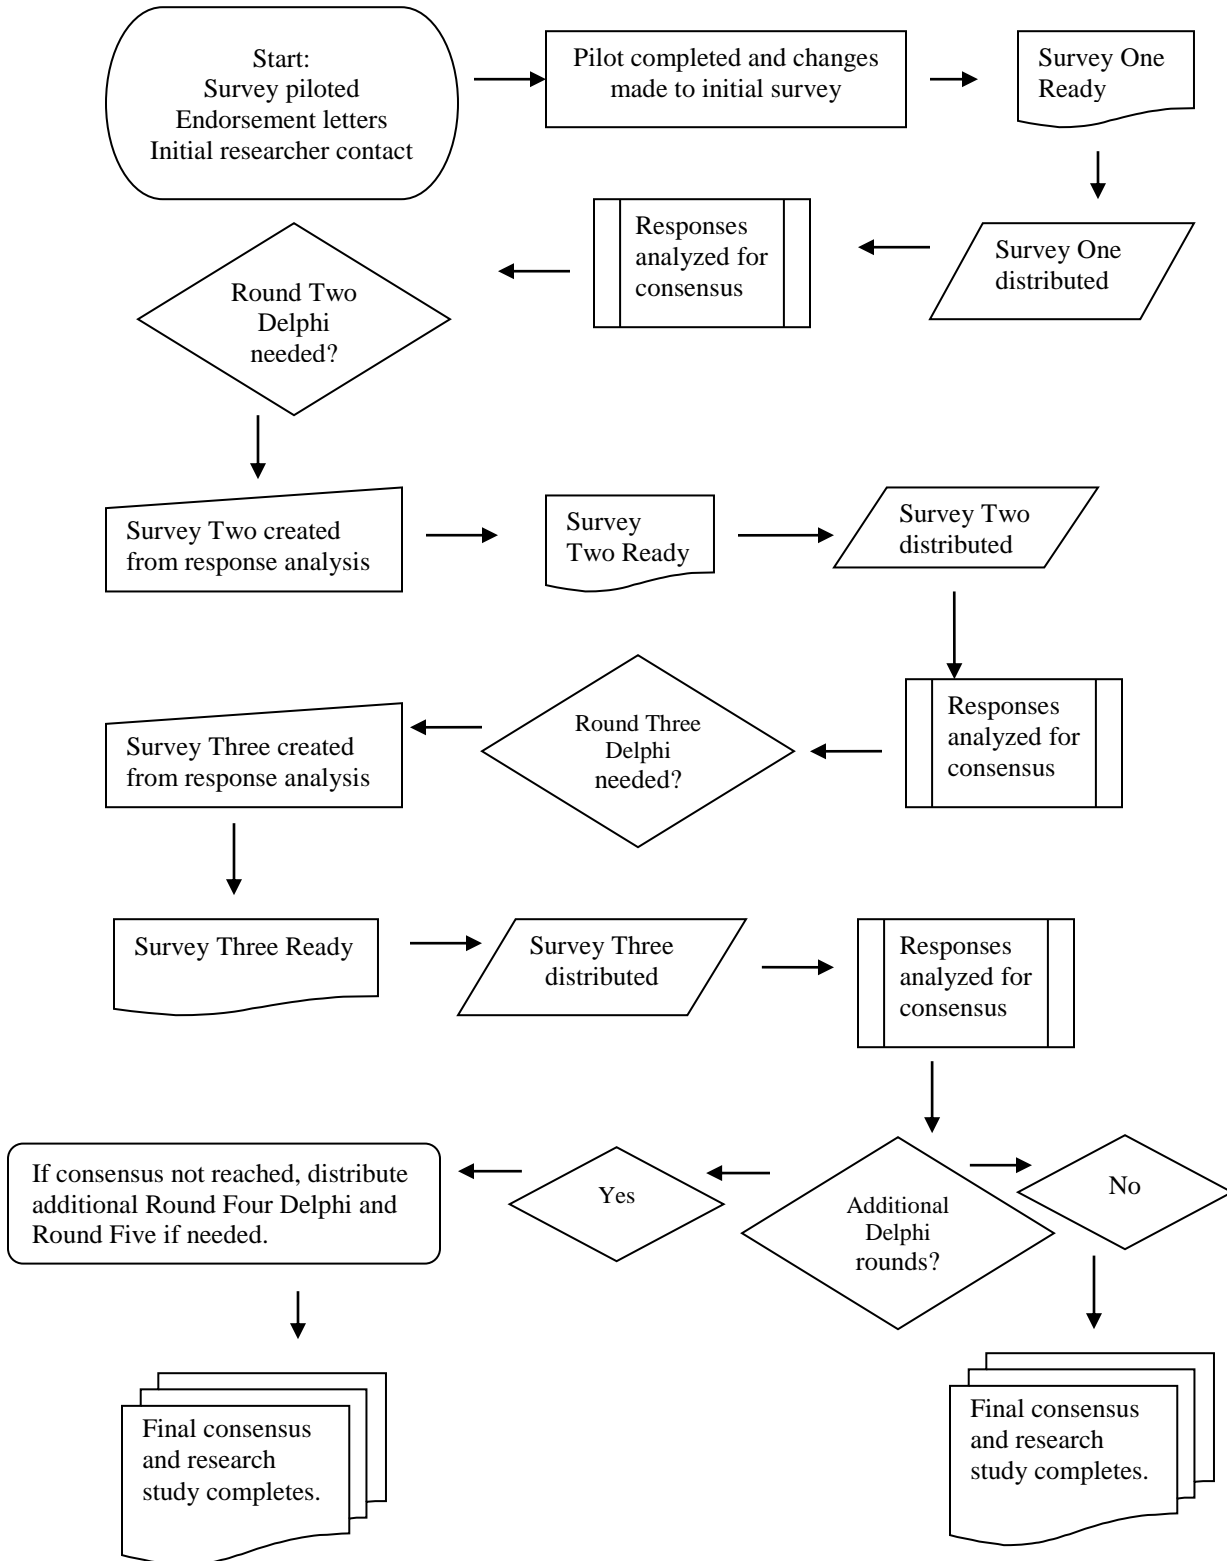 Start:
Survey piloted
Endorsement letters
Initial researcher contact
Pilot completed and changes
made to initial survey
Survey One
Ready
Survey One
distributed
Responses
analyzed for
consensus
Round Two
Delphi
needed?
Survey Two created
from response analysis
Survey
Two Ready
Survey Two
distributed
Responses
analyzed for
consensus
Round Three
Delphi
needed?
Survey Three created
from response analysis
Survey Three Ready
Survey Three
distributed
Responses
analyzed for
consensus
Additional
Delphi
rounds?
Yes
If consensus not reached, distribute
additional Round Four Delphi and
Round Five if needed.
Final consensus
and research
study completes.
No
Final consensus
and research
study completes.